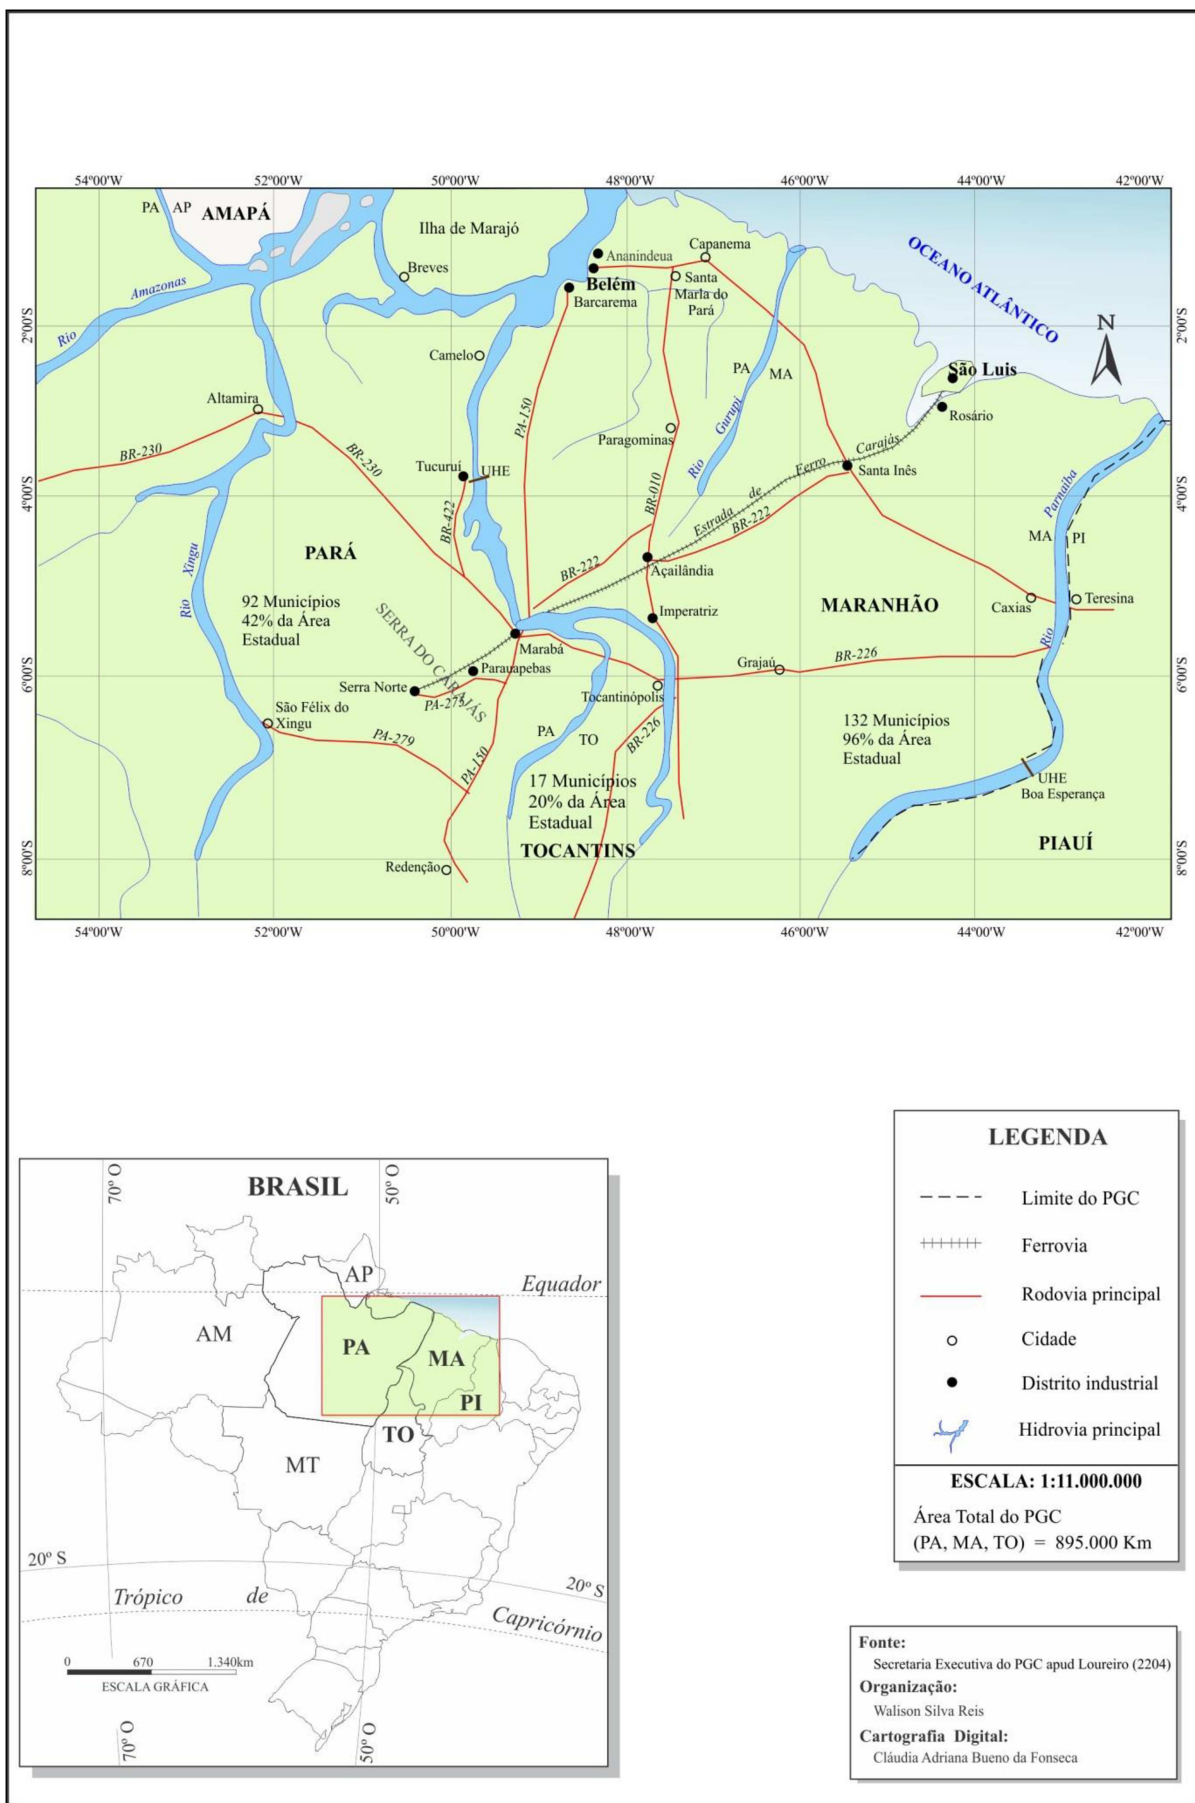 54°00'W 52°00'W 50°00'W 48°00'W 46°00'W 44°00'W 42°00'W
PA AP
AMAPÁ
Ilha de Marajó
Breves
Rio Amazonas
Ananindeua
Belém
Barcarema
Capanema
Santa
Maria do
Pará
OCEANO ATLÂNTICO
N
2°00'S
2°00'S
Camelo
PA MA
São Luis
Rosário
Altamira
BR-230
BR-230
PA-150
Paragominas
Rio Gurupi
Tucuruí
UHE
BR-422
BR-010
Estrada de Ferro Carajás
Santa Inês
BR-222
BR-222
4°00'S
4°00'S
Rio Parnaíba
MA PI
PARÁ
Rio Xingu
92 Municípios
42% da Área
Estadual
Açailândia
Imperatriz
MARANHÃO
Caxias
Teresina
SERRA DO CARAJÁS
Marabá
Parauapebas
Serra Norte
PA-275
Grajaú
BR-226
Tocantinópolis
6°00'S
6°00'S
São Félix do
Xingu
PA-279
PA-150
PA
TO
BR-226
132 Municípios
96% da Área
Estadual
17 Municípios
20% da Área
Estadual
TOCANTINS
UHE
Boa Esperança
PIAUÍ
Redenção
8°00'S
8°00'S
54°00'W 52°00'W 50°00'W 48°00'W 46°00'W 44°00'W 42°00'W
70º O
BRASIL
50º O
AP
Equador
AM
PA
MA
PI
TO
MT
20º S
20º S
Trópico de Capricórnio
0 670 1.340km
ESCALA GRÁFICA
70º O
50º O
LEGENDA
Limite do PGC
Ferrovia
Rodovia principal
Cidade
Distrito industrial
Hidrovia principal
ESCALA: 1:11.000.000
Área Total do PGC
(PA, MA, TO) = 895.000 Km
Fonte:
Secretaria Executiva do PGC apud Loureiro (2204)
Organização:
Walison Silva Reis
Cartografia Digital:
Cláudia Adriana Bueno da Fonseca